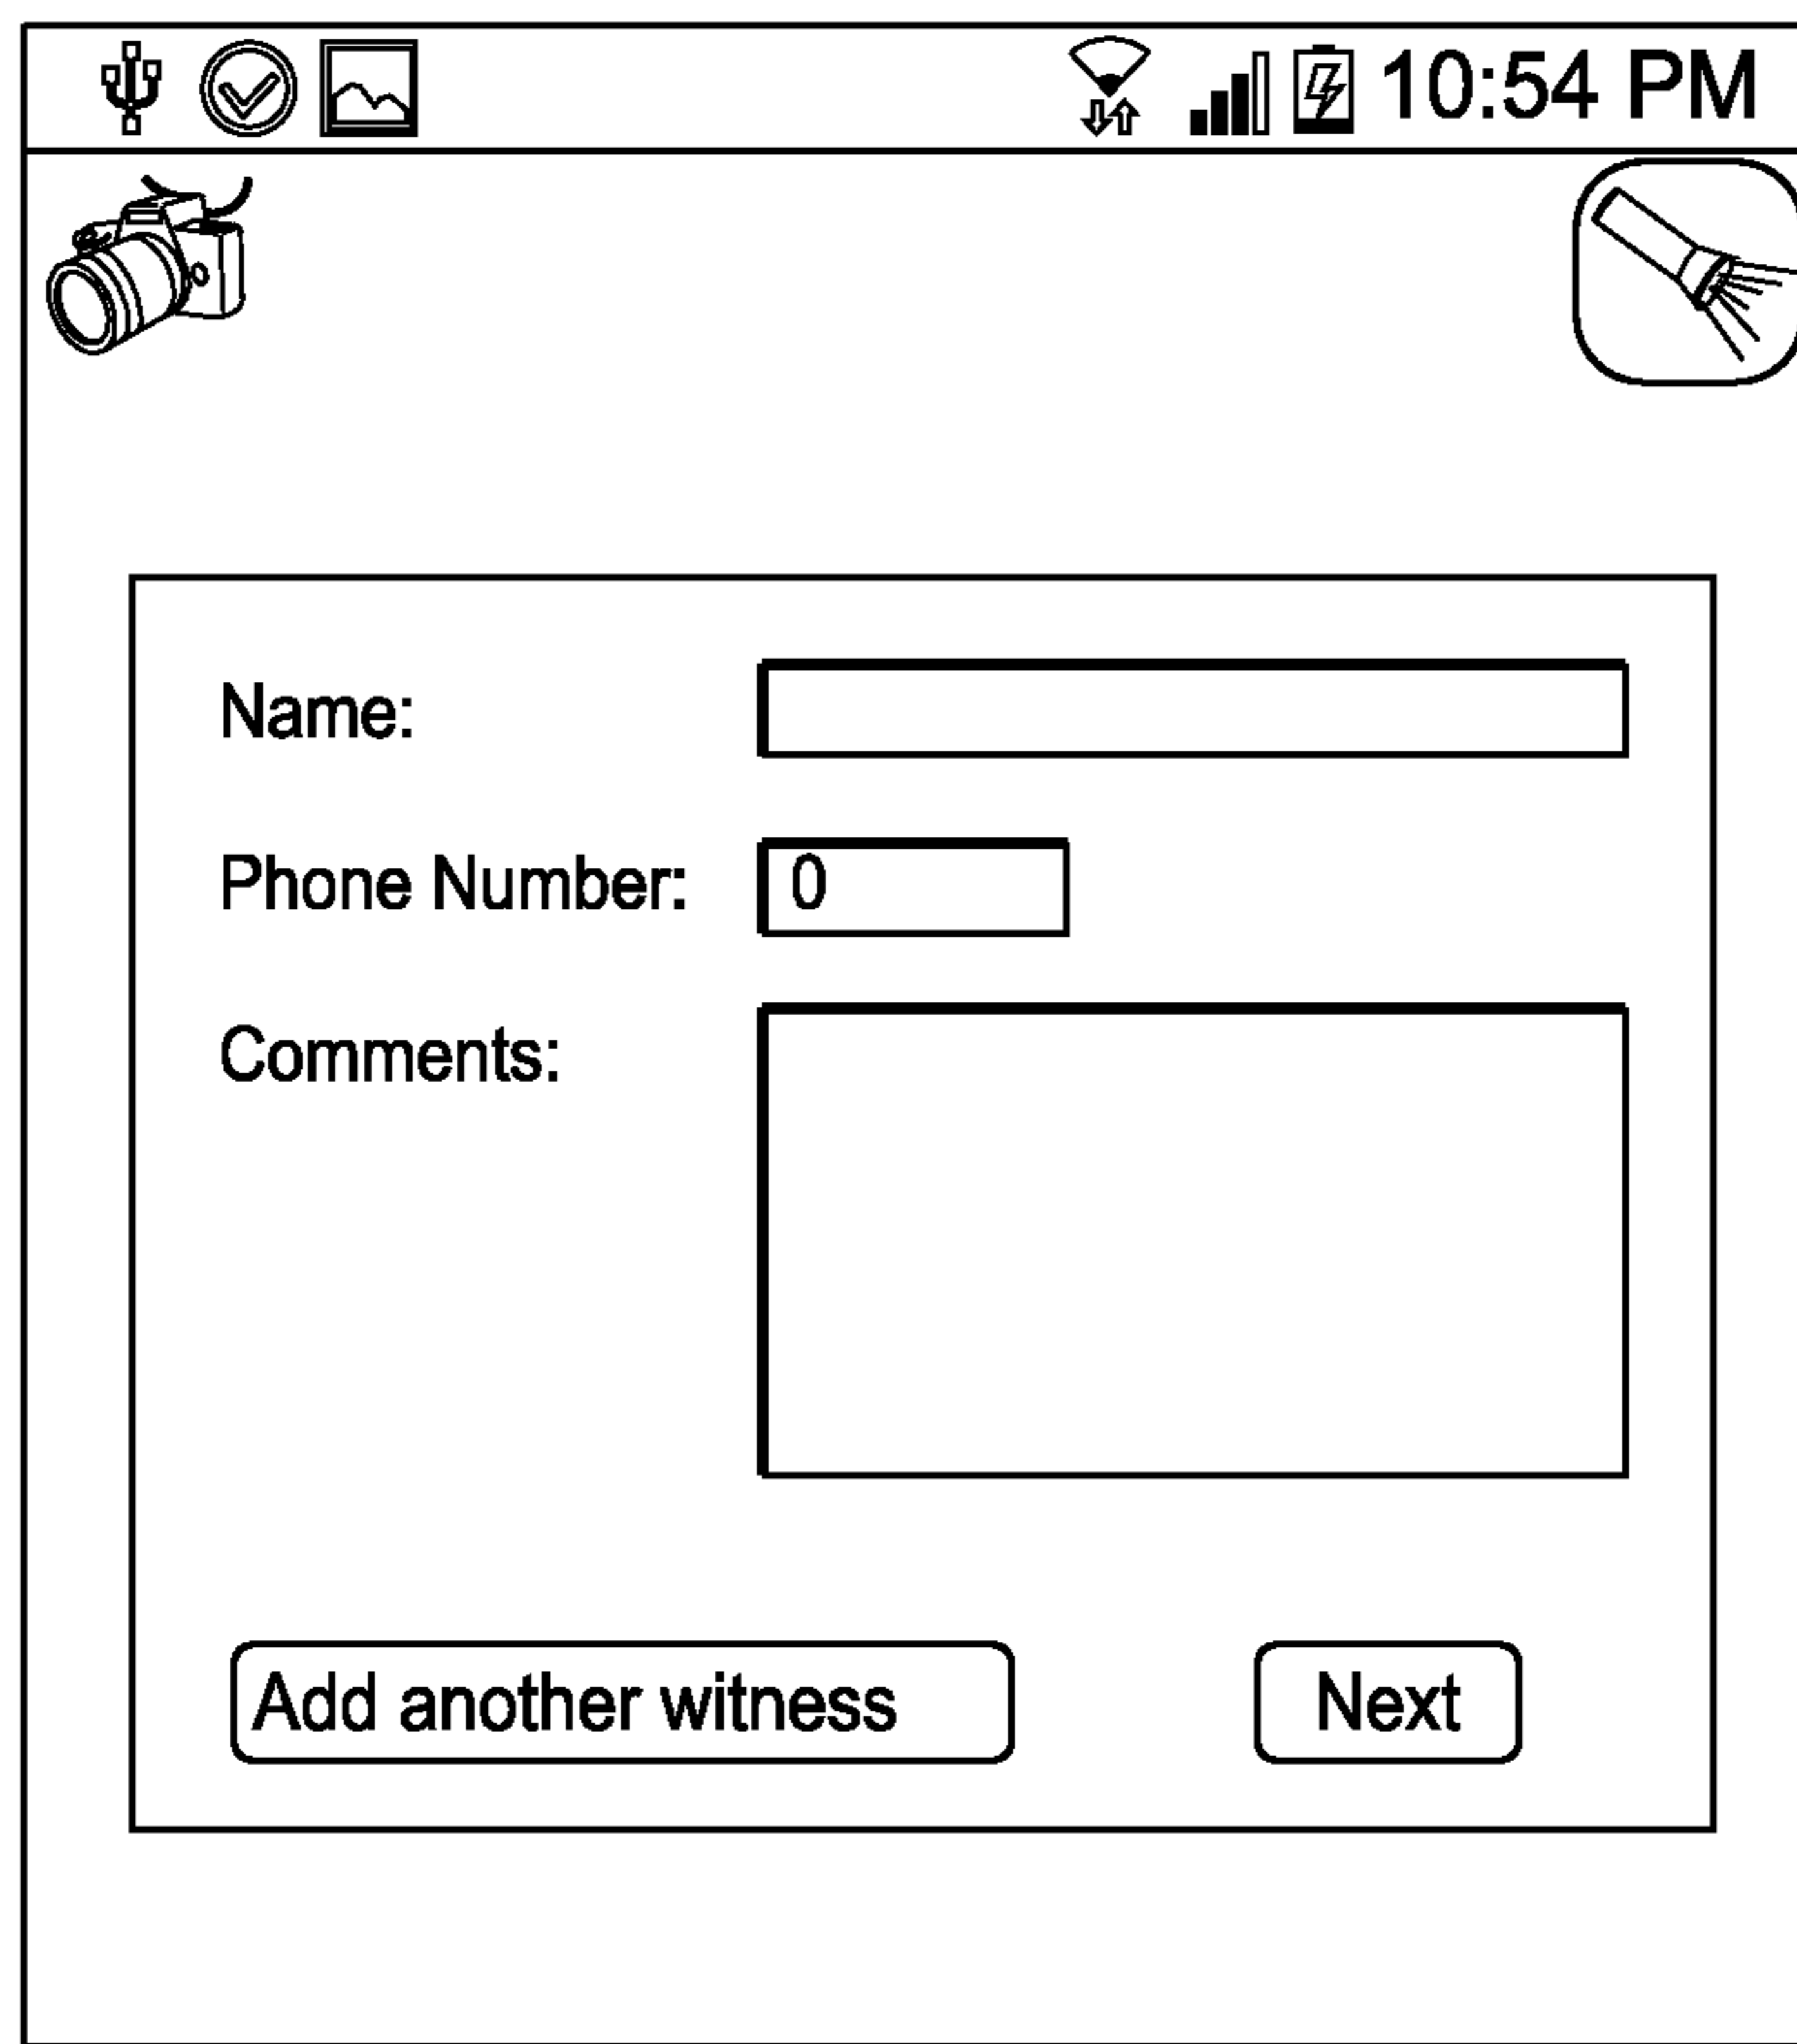 10:54 PM
Name:
Phone Number: 0
Comments:
Add another witness Next